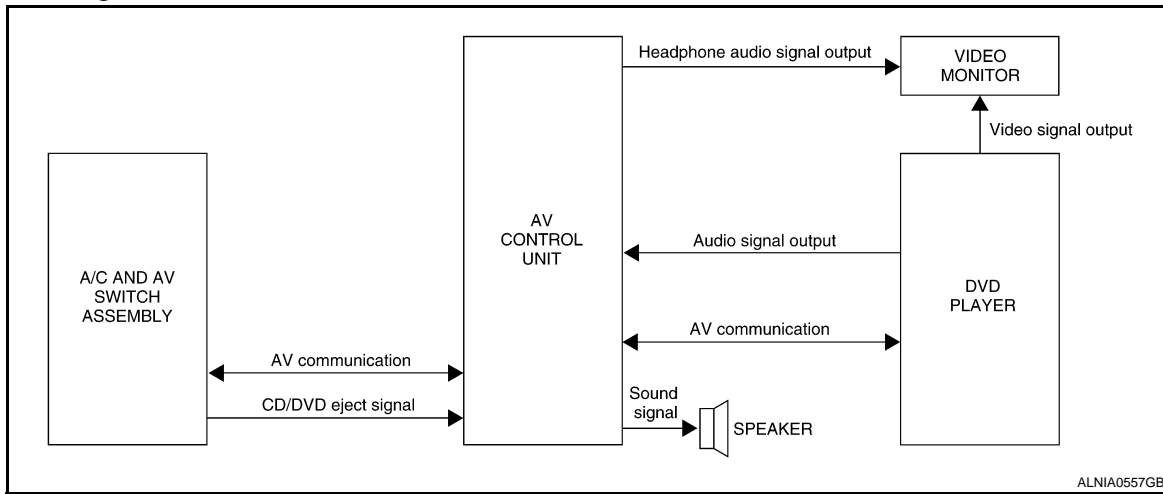 Headphone audio signal output
VIDEO
MONITOR
Video signal output
A/C AND AV
SWITCH
ASSEMBLY
AV
CONTROL
UNIT
Audio signal output
DVD
PLAYER
AV communication
AV communication
CD/DVD eject signal
Sound
signal
SPEAKER
ALNIA0557GB